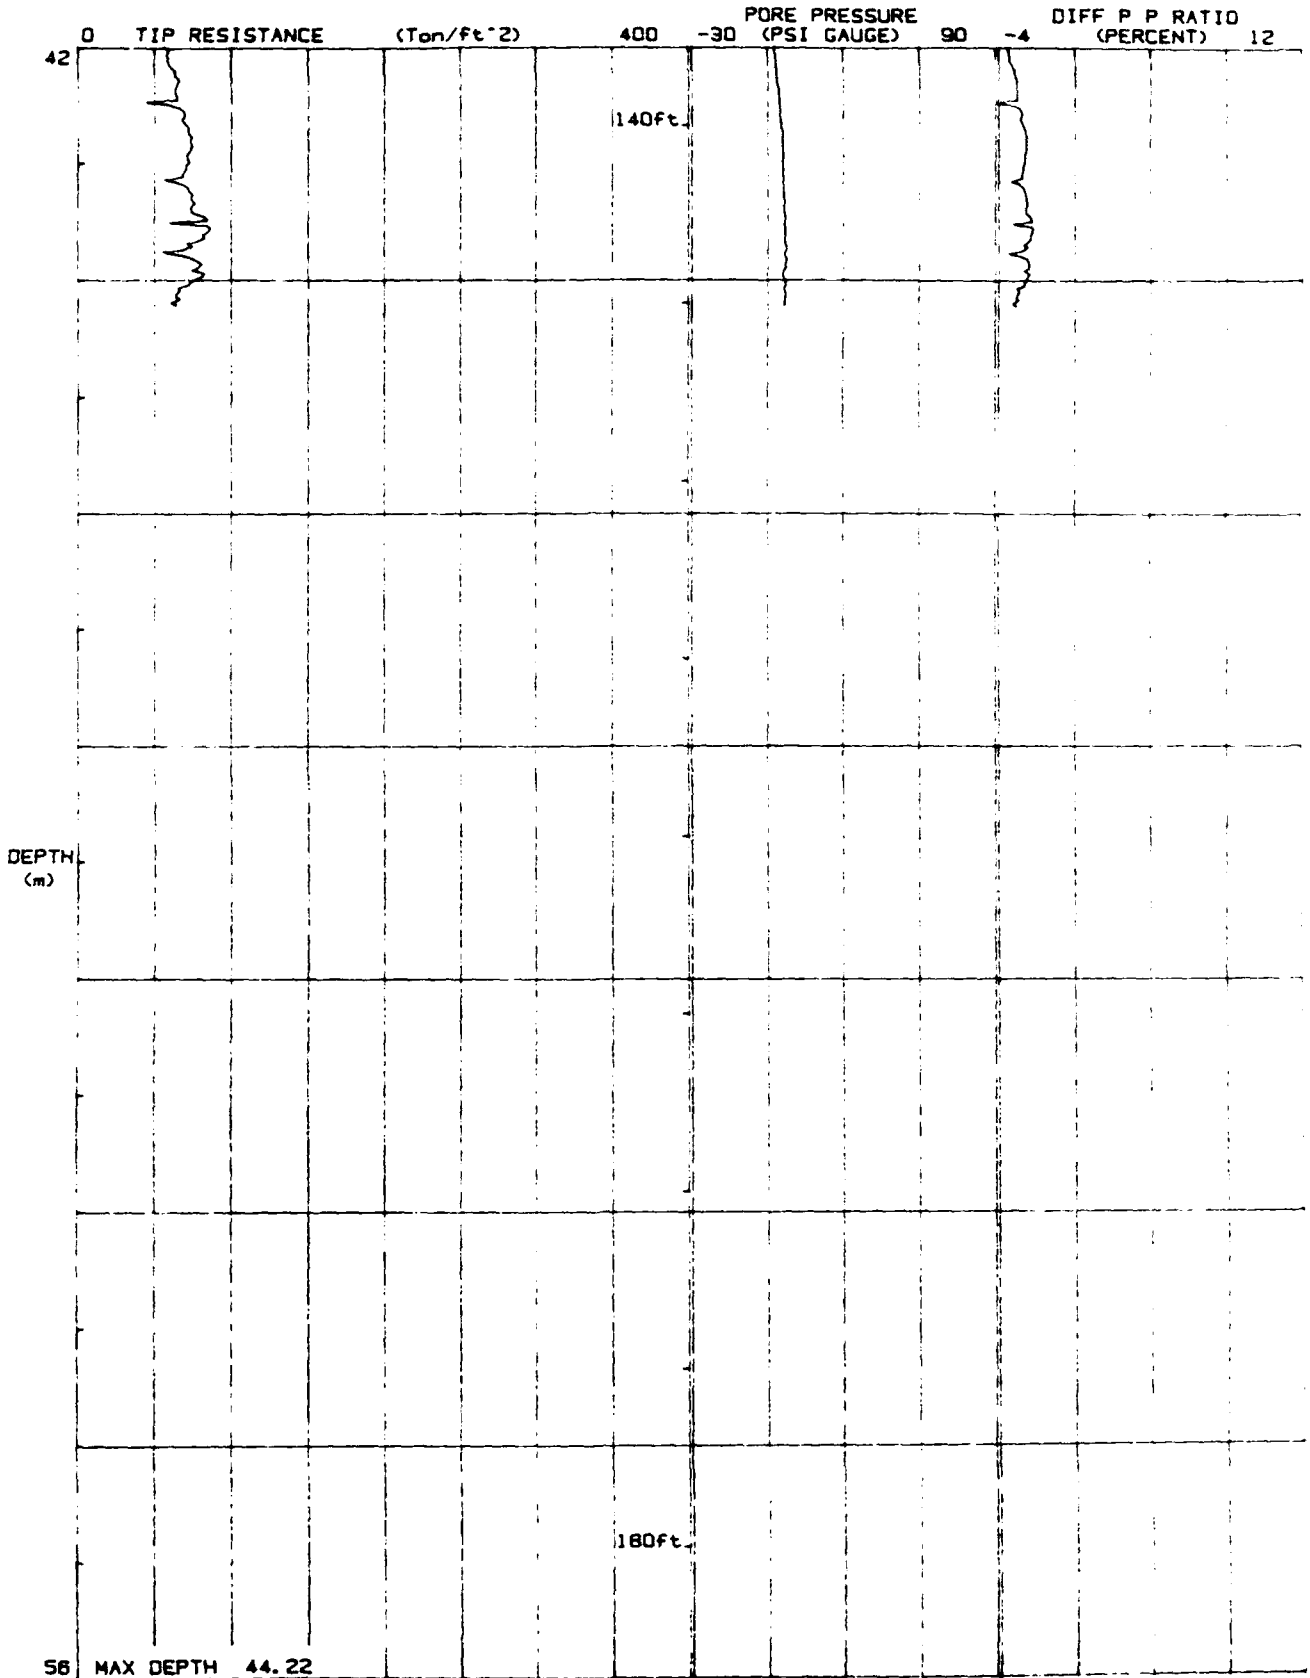 PORE PRESSURE DIFF P P RATIO
0 TIP RESISTANCE (Ton/ft^2) 400 -30 (PSI GAUGE) 90 -4 (PERCENT) 12
42
140ft.
DEPTH
(m)
180ft.
56 MAX DEPTH 44.22